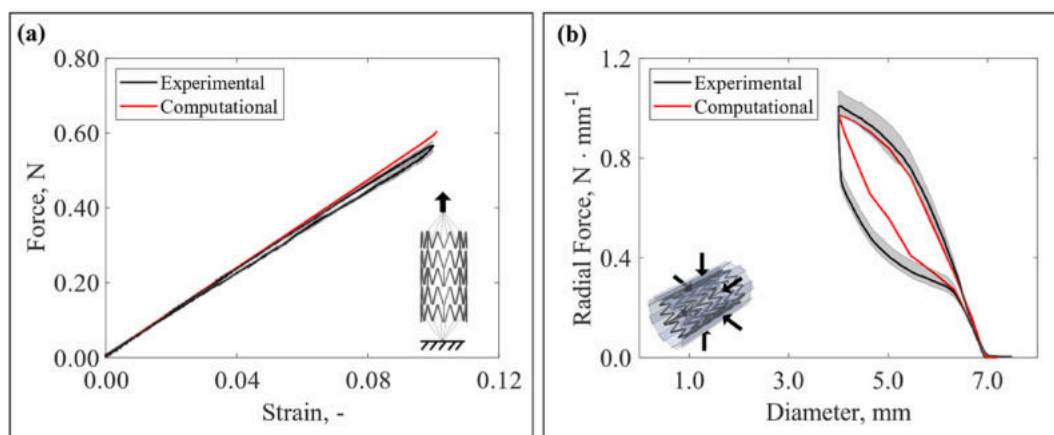 (a)
0.80
0.60
0.40
0.20
0.00
Force, N
Experimental
Computational
0.00
0.04
0.08
0.12
Strain, -
(b)
1.2
0.8
0.4
0.0
Radial Force, N · mm⁻¹
Experimental
Computational
1.0
3.0
5.0
7.0
Diameter, mm